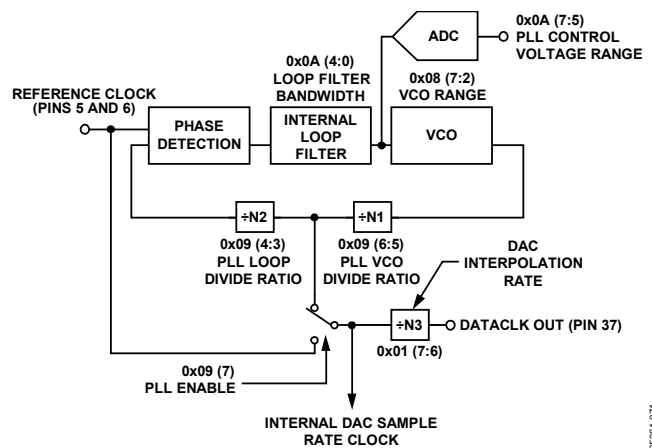 0x0A (7:5)
PLL CONTROL
VOLTAGE RANGE
ADC
0x0A (4:0)
LOOP FILTER
BANDWIDTH
0x08 (7:2)
VCO RANGE
REFERENCE CLOCK
(PINS 5 AND 6)
PHASE
DETECTION
INTERNAL
LOOP
FILTER
VCO
÷N2
÷N1
0x09 (4:3)
PLL LOOP
DIVIDE RATIO
0x09 (6:5)
PLL VCO
DIVIDE RATIO
DAC
INTERPOLATION
RATE
÷N3
DATACLK OUT (PIN 37)
0x01 (7:6)
0x09 (7)
PLL ENABLE
INTERNAL DAC SAMPLE
RATE CLOCK